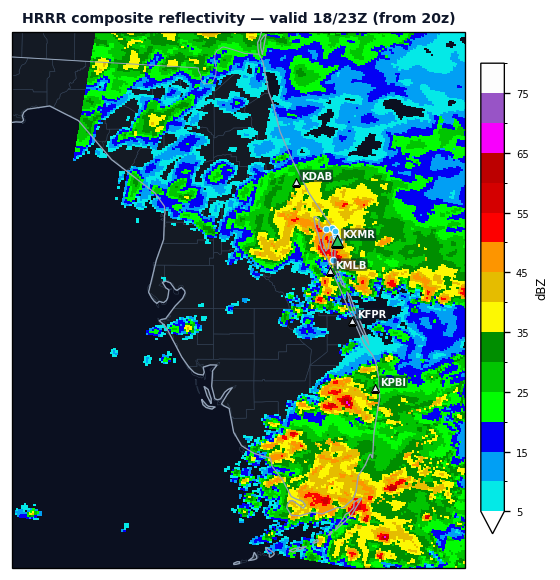 HRRR composite reflectivity — valid 18/23Z (from 20z)
KDAB
KXMR
KMLB
KFPR
KPBI
75
65
55
45
35
25
15
5
dBZ